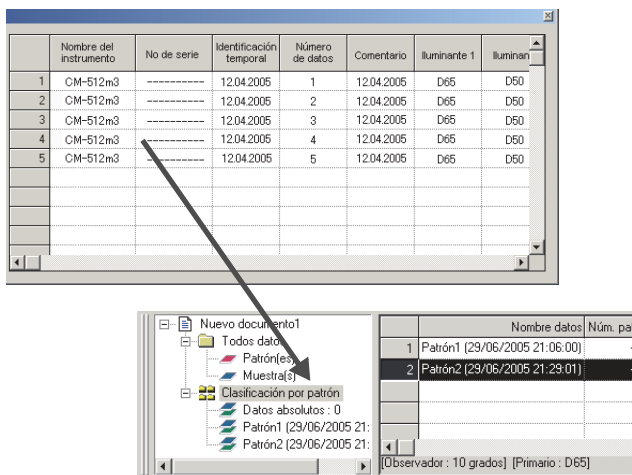 Nombre del instrumento No de serie Identificación temporal Número de datos Comentario Iluminante 1 Iluminan
1 CM-512m3 ---------- 12.04.2005 1 12.04.2005 D65 D50
2 CM-512m3 ---------- 12.04.2005 2 12.04.2005 D65 D50
3 CM-512m3 ---------- 12.04.2005 3 12.04.2005 D65 D50
4 CM-512m3 ---------- 12.04.2005 4 12.04.2005 D65 D50
5 CM-512m3 ---------- 12.04.2005 5 12.04.2005 D65 D50
Nuevo documento1
Todos dato
Patrón(es
Muestra(s)
Clasificación por patrón
Datos absolutos : 0
Patrón1 (29/06/2005 21:
Patrón2 (29/06/2005 21:
Nombre datos Núm. pa
1 Patrón1 (29/06/2005 21:06:00) -
2 Patrón2 (29/06/2005 21:29:01) -
[Observador : 10 grados] [Primario : D65]